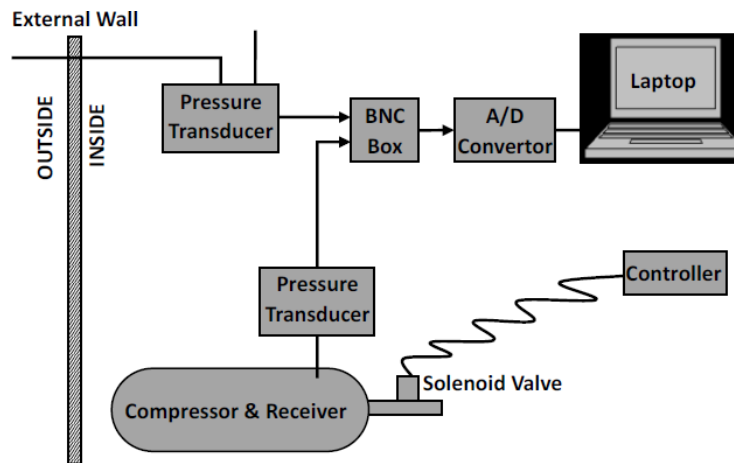 External Wall
OUTSIDE
INSIDE
Pressure
Transducer
BNC
Box
A/D
Convertor
Laptop
Pressure
Transducer
Controller
Solenoid Valve
Compressor & Receiver